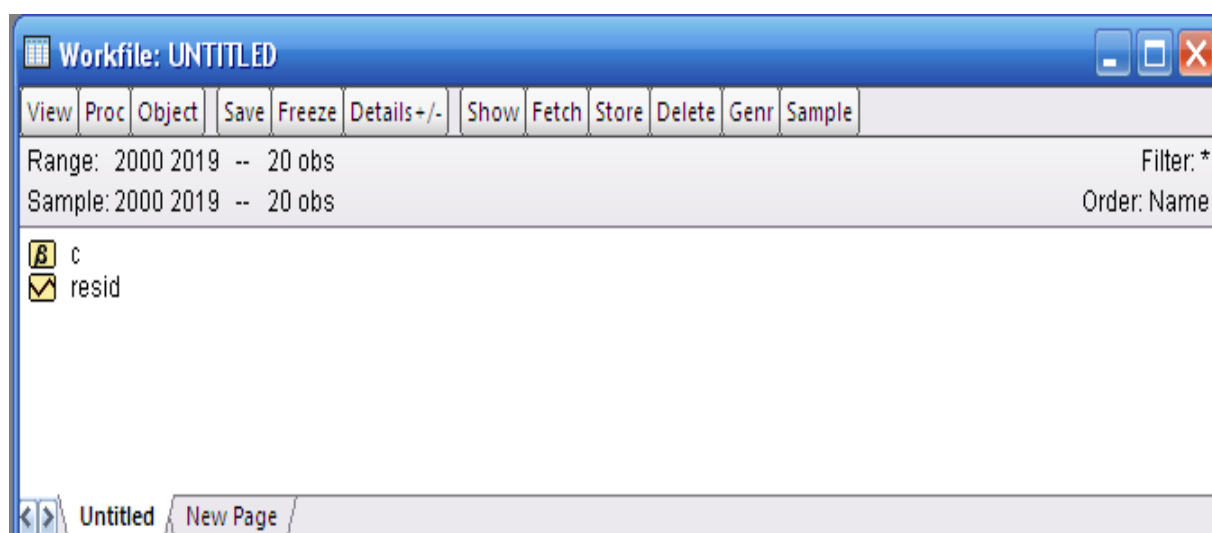 Workfile: UNTITLED
View Proc Object Save Freeze Details+/- Show Fetch Store Delete Genr Sample
Range: 2000 2019 -- 20 obs Filter: *
Sample: 2000 2019 -- 20 obs Order: Name
β c
resid
Untitled New Page